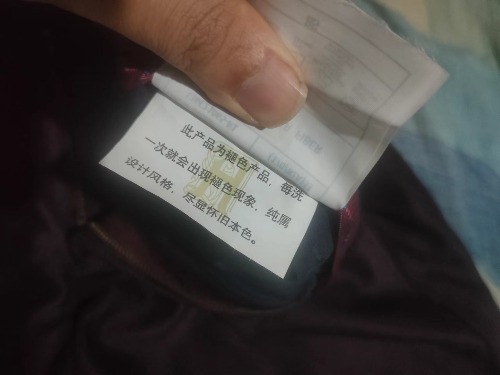 此产品为褪色产品，每洗
一次就会出现褪色现象，纯属
设计风格，尽显怀旧本色。